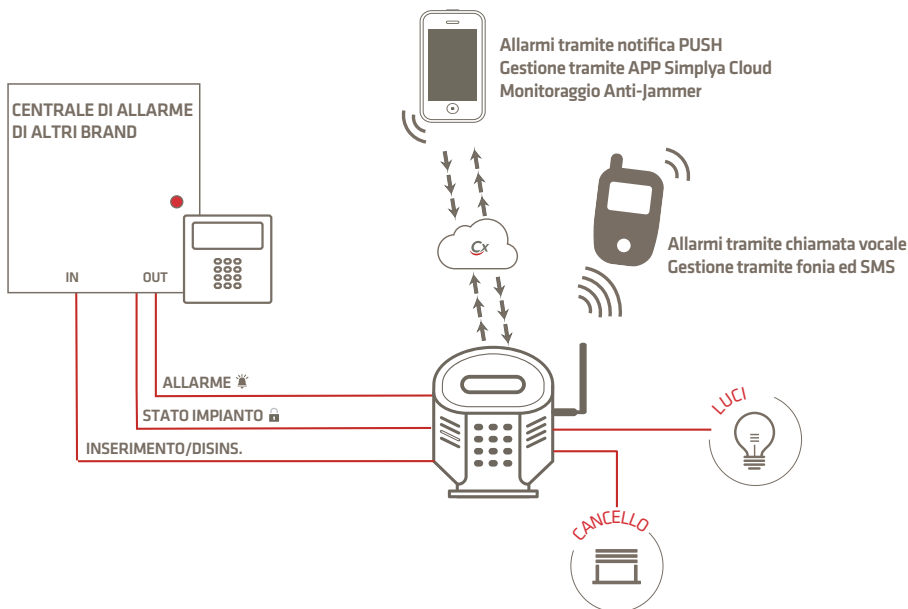 Allarmi tramite notifica PUSH
Gestione tramite APP Simplya Cloud
Monitoraggio Anti-Jammer
CENTRALE DI ALLARME
DI ALTRI BRAND
Cx
Allarmi tramite chiamata vocale
Gestione tramite fonia ed SMS
IN
OUT
ALLARME
STATO IMPIANTO
INSERIMENTO/DISINS.
LUCI
CANCELLO